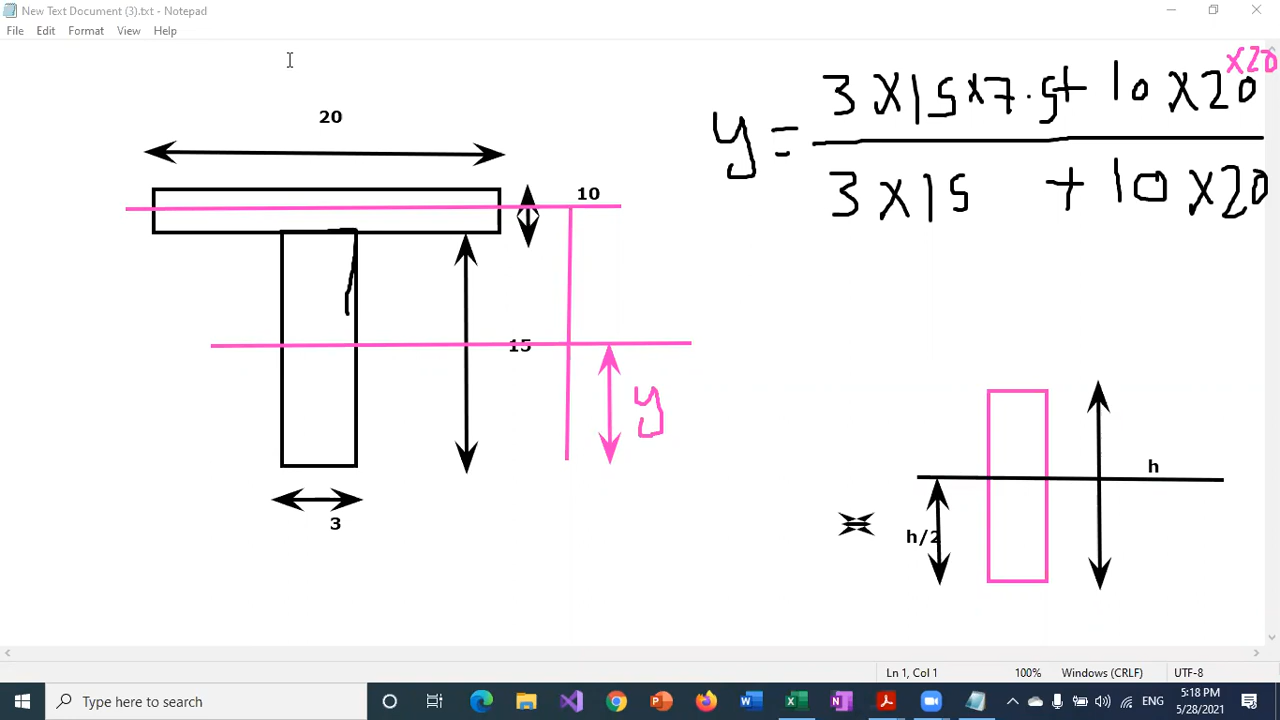 New Text Document (3).txt - Notepad
File Edit Format View Help
20
10
15
y
3
x20
y = 3 x 15 x 7.5 + 10 x 20
3 x 15 + 10 x 20
h
h/2
Ln 1, Col 1 100% Windows (CRLF) UTF-8
Type here to search
ENG
5:18 PM
5/28/2021